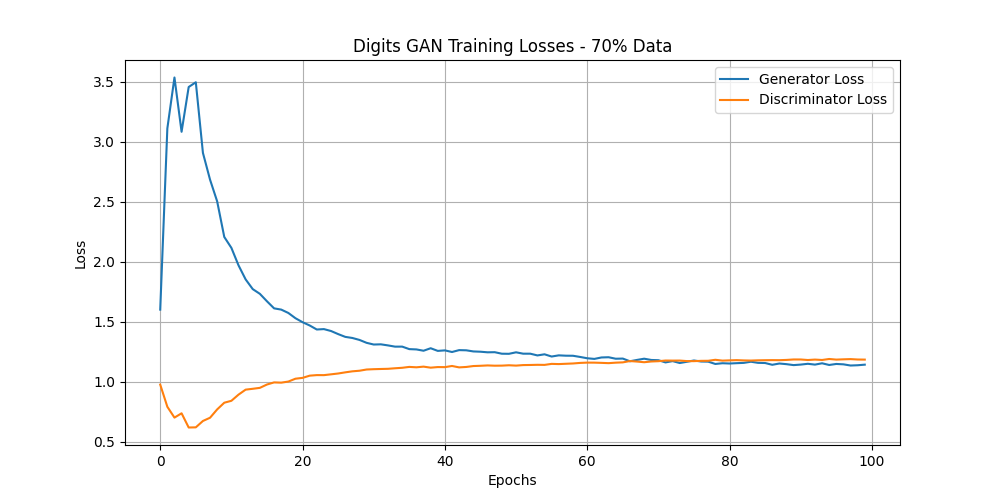 Digits GAN Training Losses - 70% Data
Generator Loss
Discriminator Loss
3.5
3.0
2.5
2.0
1.5
1.0
0.5
Loss
0 20 40 60 80 100
Epochs